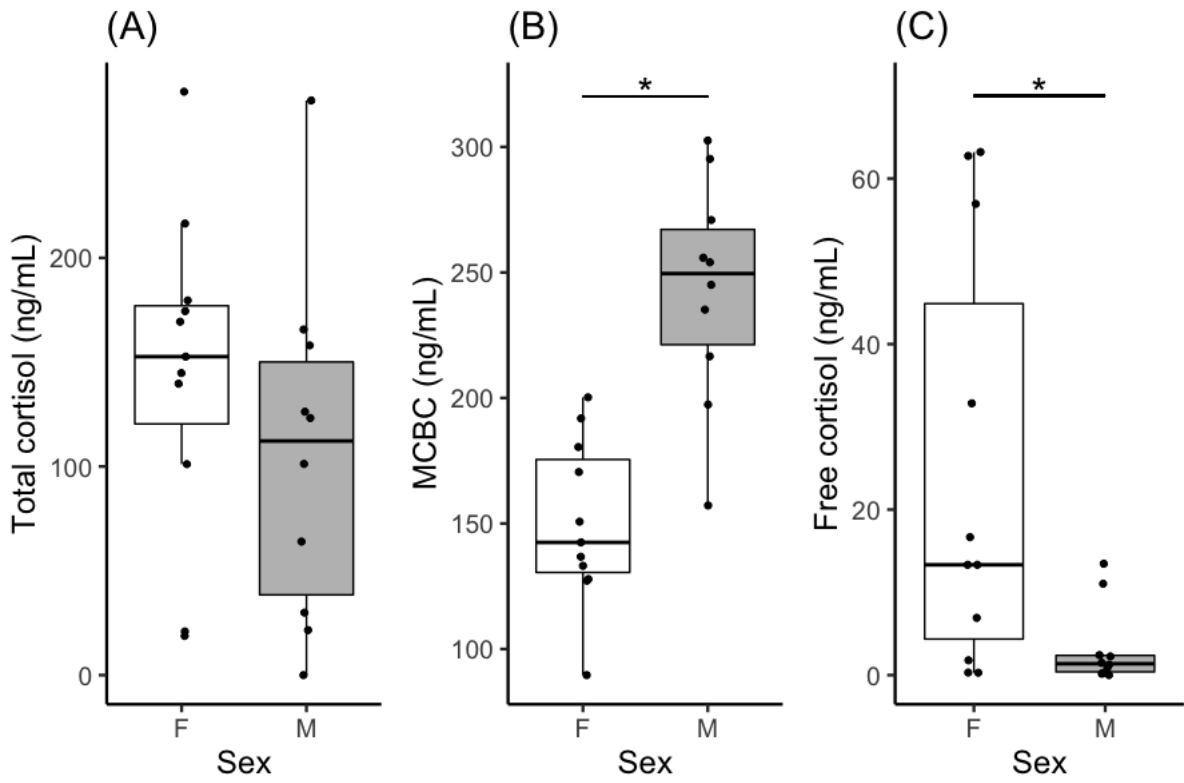 (A)
Total cortisol (ng/mL)
200
100
0
F M
Sex
(B)
*
MCBC (ng/mL)
300
250
200
150
100
F M
Sex
(C)
*
Free cortisol (ng/mL)
60
40
20
0
F M
Sex